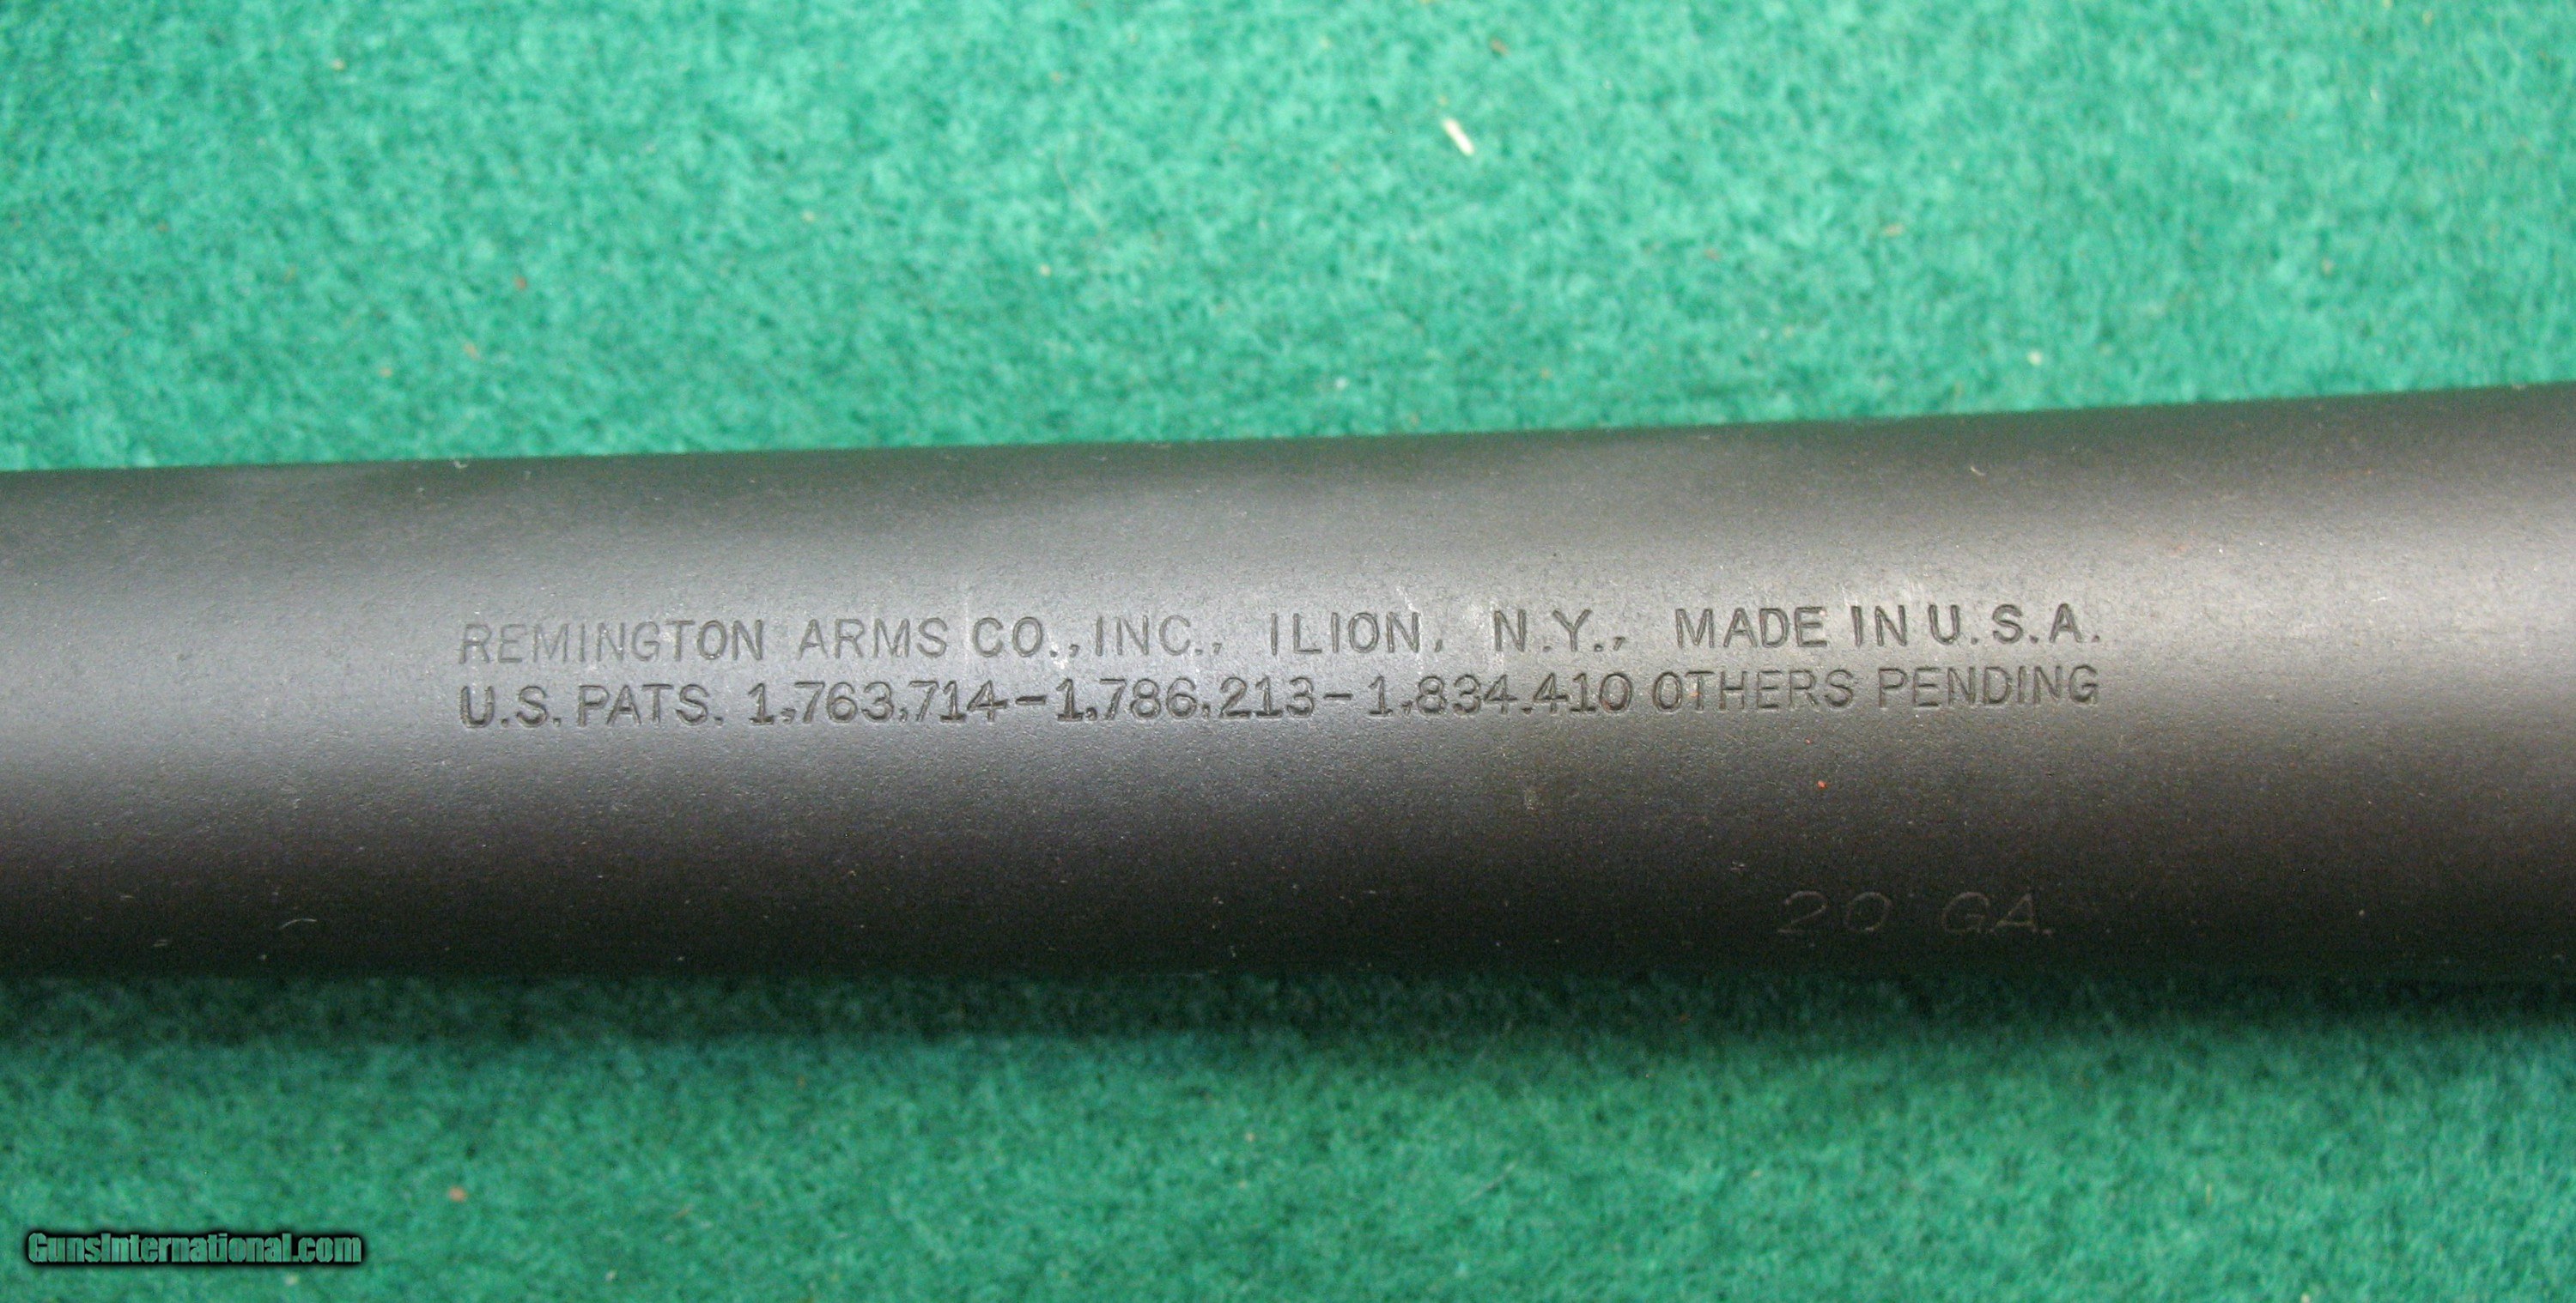 REMINGTON ARMS CO., INC., ILION, N.Y., MADE IN U.S.A.
U.S. PATS. 1,763,714-1,786,213-1,834,410 OTHERS PENDING
20 GA.
GunsInternational.com